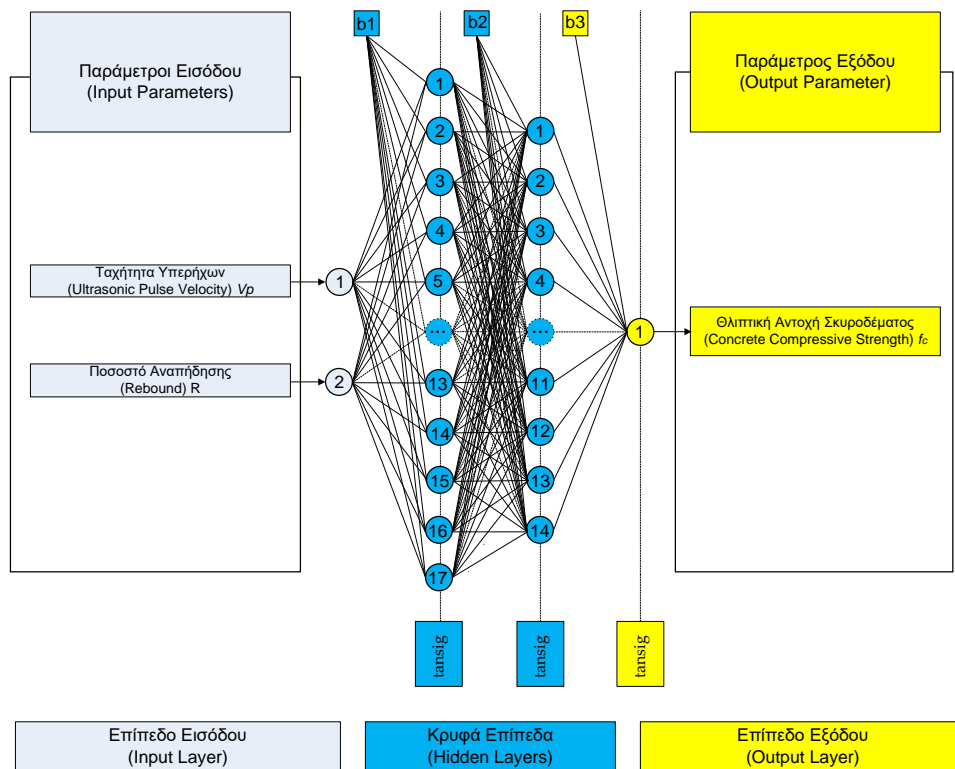 b1
b2
b3
Παράμετροι Εισόδου
(Input Parameters)
Παράμετρος Εξόδου
(Output Parameter)
1
2
3
4
5
...
13
14
15
16
17
1
2
3
4
...
11
12
13
14
Ταχήτητα Υπερήχων
(Ultrasonic Pulse Velocity) Vp
1
Ποσοστό Αναπήδησης
(Rebound) R
2
1
Θλιπτική Αντοχή Σκυροδέματος
(Concrete Compressive Strength) fc
tansig
tansig
tansig
Επίπεδο Εισόδου
(Input Layer)
Κρυφά Επίπεδα
(Hidden Layers)
Επίπεδο Εξόδου
(Output Layer)